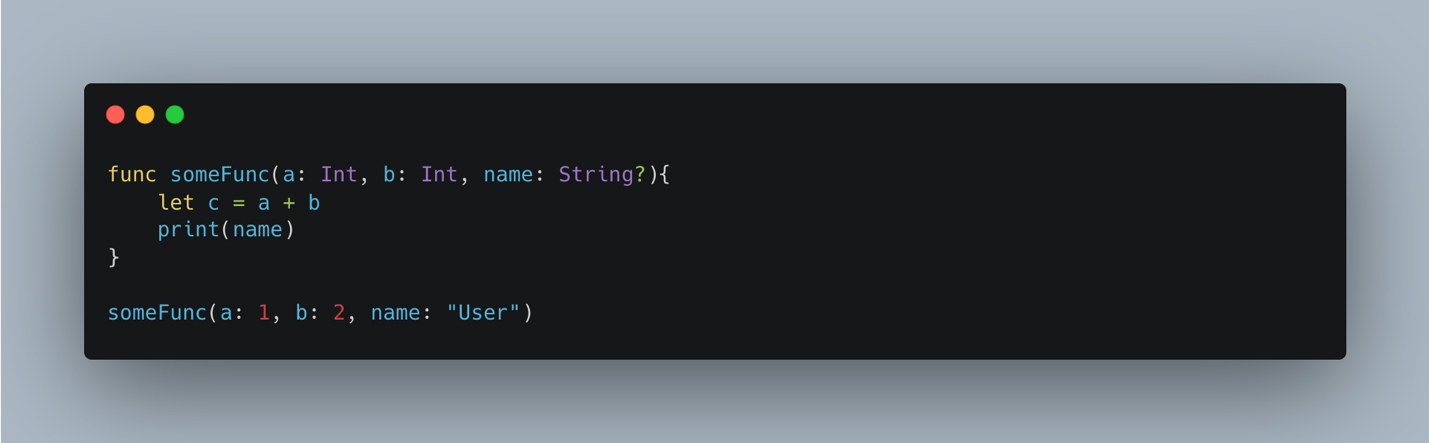 func someFunc(a: Int, b: Int, name: String?){
    let c = a + b
    print(name)
}

someFunc(a: 1, b: 2, name: "User")